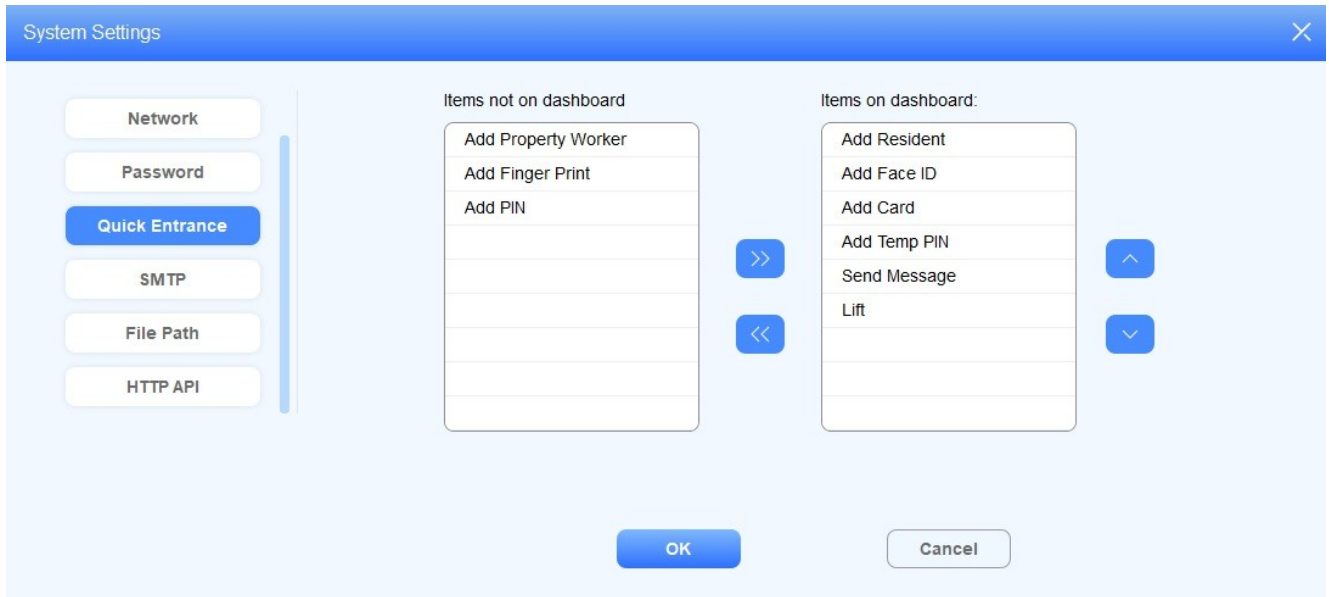 System Settings
Network
Password
Quick Entrance
SMTP
File Path
HTTP API
Items not on dashboard
Add Property Worker
Add Finger Print
Add PIN
Items on dashboard:
Add Resident
Add Face ID
Add Card
Add Temp PIN
Send Message
Lift
OK
Cancel